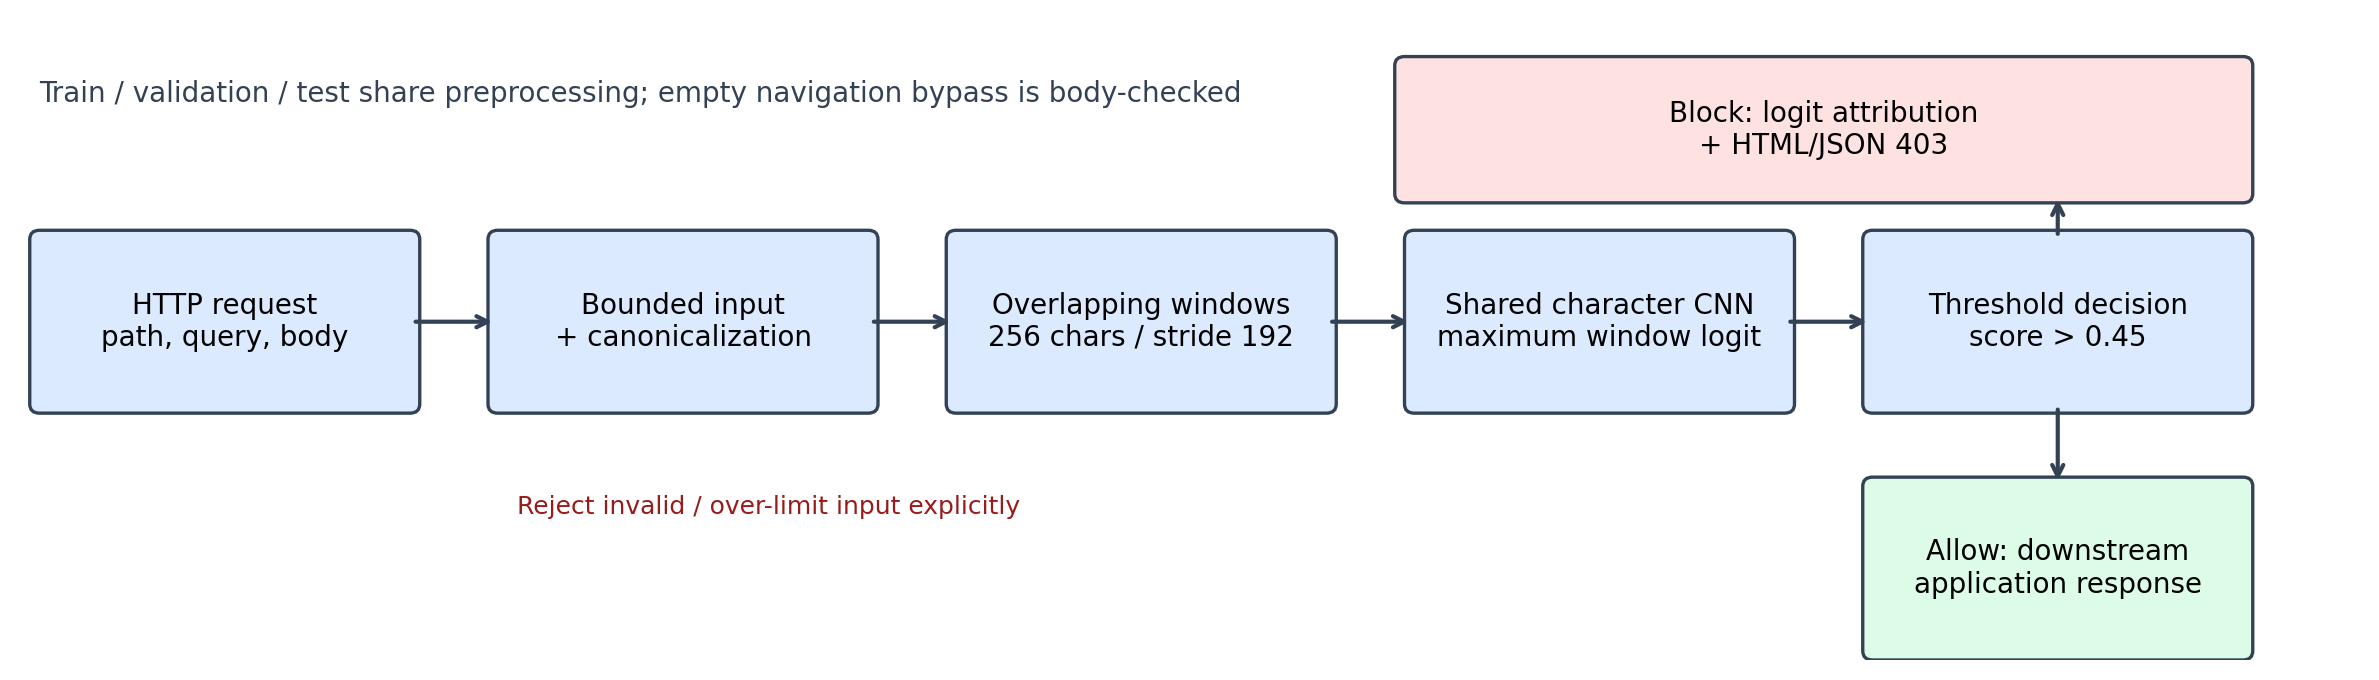 Train / validation / test share preprocessing; empty navigation bypass is body-checked
Block: logit attribution
+ HTML/JSON 403
HTTP request
path, query, body
Bounded input
+ canonicalization
Overlapping windows
256 chars / stride 192
Shared character CNN
maximum window logit
Threshold decision
score > 0.45
Reject invalid / over-limit input explicitly
Allow: downstream
application response